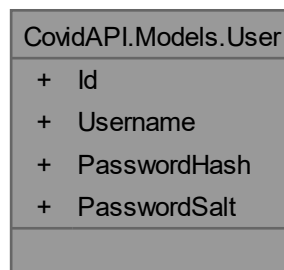 CovidAPI.Models.User
+ Id
+ Username
+ PasswordHash
+ PasswordSalt